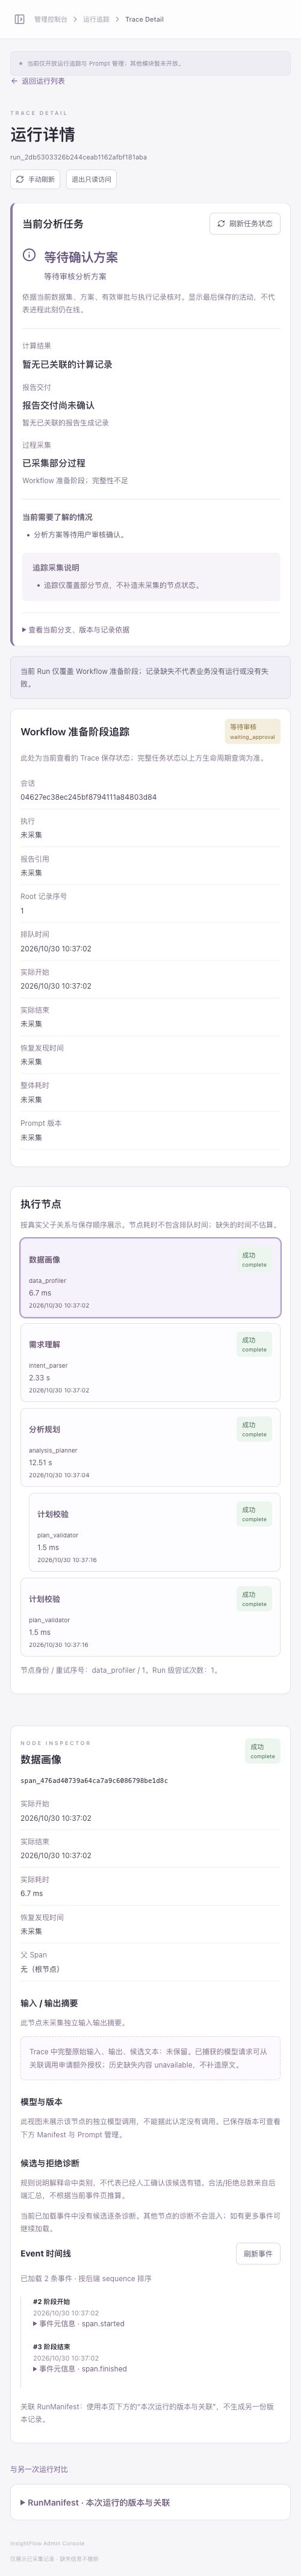 管理控制台 > 运行追踪 > Trace Detail
当前仅开放运行追踪与 Prompt 管理；其他模块暂未开放。
← 返回运行列表
TRACE DETAIL
运行详情
run_2db5303326b244ceab1162afbf181aba
手动刷新 退出只读访问
当前分析任务 刷新任务状态
等待确认方案
等待审核分析方案
依据当前数据集、方案、有效审批与执行记录核对。显示最后保存的活动，不代
表进程此刻仍在线。
计算结果
暂无已关联的计算记录
报告交付
报告交付尚未确认
暂无已关联的报告生成记录
过程采集
已采集部分过程
Workflow 准备阶段；完整性不足
当前需要了解的情况
• 分析方案等待用户审核确认。
追踪采集说明
• 追踪仅覆盖部分节点，不补造未采集的节点状态。
▶ 查看当前分支、版本与记录依据
当前 Run 仅覆盖 Workflow 准备阶段；记录缺失不代表业务没有运行或没有失
败。
Workflow 准备阶段追踪 等待审核
waiting_approval
此处为当前查看的 Trace 保存状态；完整任务状态以上方生命周期查询为准。
会话
04627ec38ec245bf8794111a84803d84
执行
未采集
报告引用
未采集
Root 记录序号
1
排队时间
2026/10/30 10:37:02
实际开始
2026/10/30 10:37:02
实际结束
未采集
恢复发现时间
未采集
整体耗时
未采集
Prompt 版本
未采集
执行节点
按真实父子关系与保存顺序展示。节点耗时不包含排队时间；缺失的时间不估算。
数据画像 成功
complete
data_profiler
6.7 ms
2026/10/30 10:37:02
需求理解 成功
complete
intent_parser
2.33 s
2026/10/30 10:37:02
分析规划 成功
complete
analysis_planner
12.51 s
2026/10/30 10:37:04
计划校验 成功
complete
plan_validator
1.5 ms
2026/10/30 10:37:16
计划校验 成功
complete
plan_validator
1.5 ms
2026/10/30 10:37:16
节点身份 / 重试序号：data_profiler / 1。Run 级尝试次数：1。
NODE INSPECTOR
数据画像 成功
complete
span_476ad40739a64ca7a9c6086798be1d8c
实际开始
2026/10/30 10:37:02
实际结束
2026/10/30 10:37:02
实际耗时
6.7 ms
恢复发现时间
未采集
父 Span
无（根节点）
输入 / 输出摘要
此节点未采集独立输入输出摘要。
Trace 中完整原始输入、输出、候选文本：未保留。已捕获的模型请求可从
关联调用申请额外授权；历史缺失内容 unavailable，不补造原文。
模型与版本
此视图未展示该节点的独立模型调用，不能据此认定没有调用。已保存版本可查看
下方 Manifest 与 Prompt 管理。
候选与拒绝诊断
规则说明解释命中类别，不代表已经人工确认该候选有错。合法/拒绝总数来自后
端汇总，不根据当前事件页推算。
当前已加载事件中没有候选逐条诊断。其他节点的诊断不会混入；如有更多事件可
继续加载。
Event 时间线 刷新事件
已加载 2 条事件 · 按后端 sequence 排序
#2 阶段开始
2026/10/30 10:37:02
▶ 事件元信息 · span.started
#3 阶段结束
2026/10/30 10:37:02
▶ 事件元信息 · span.finished
关联 RunManifest：使用本页下方的“本次运行的版本与关联”，不生成另一份版
本记录。
与另一次运行对比
▶ RunManifest · 本次运行的版本与关联
InsightFlow Admin Console
仅展示已采集记录 · 缺失信息不推断